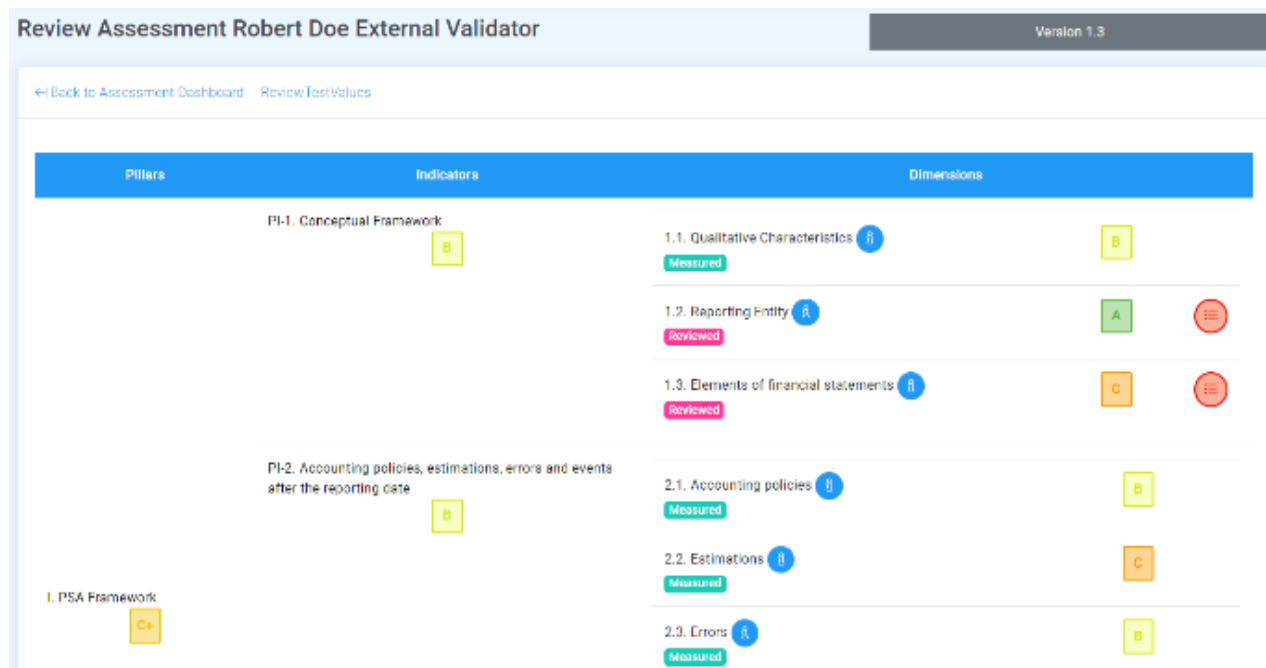 Review Assessment Robert Doe External Validator
Version 1.3
Back to Assessment Dashboard
ReviewTestValues
Pillars
Indicators
Dimensions
PI-1. Conceptual Framework
B
1.1. Qualitative Characteristics
B
Measured
1.2. Reporting Entity
A
Reviewed
1.3. Elements of financial statements
C
Reviewed
PI-2. Accounting policies, estimations, errors and events
after the reporting date
B
2.1. Accounting policies
B
Measured
2.2. Estimations
C
Measured
I. PSA Framework
C+
2.3. Errors
B
Measured